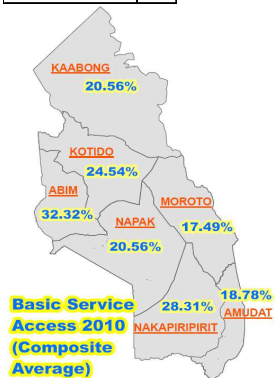 KAABONG
20.56%
KOTIDO
24.54%
ABIM
32.32%
MOROTO
17.49%
NAPAK
20.56%
28.31%
NAKAPIRIPIRIT
18.78%
AMUDAT
Basic Service
Access 2010
(Composite
Average)